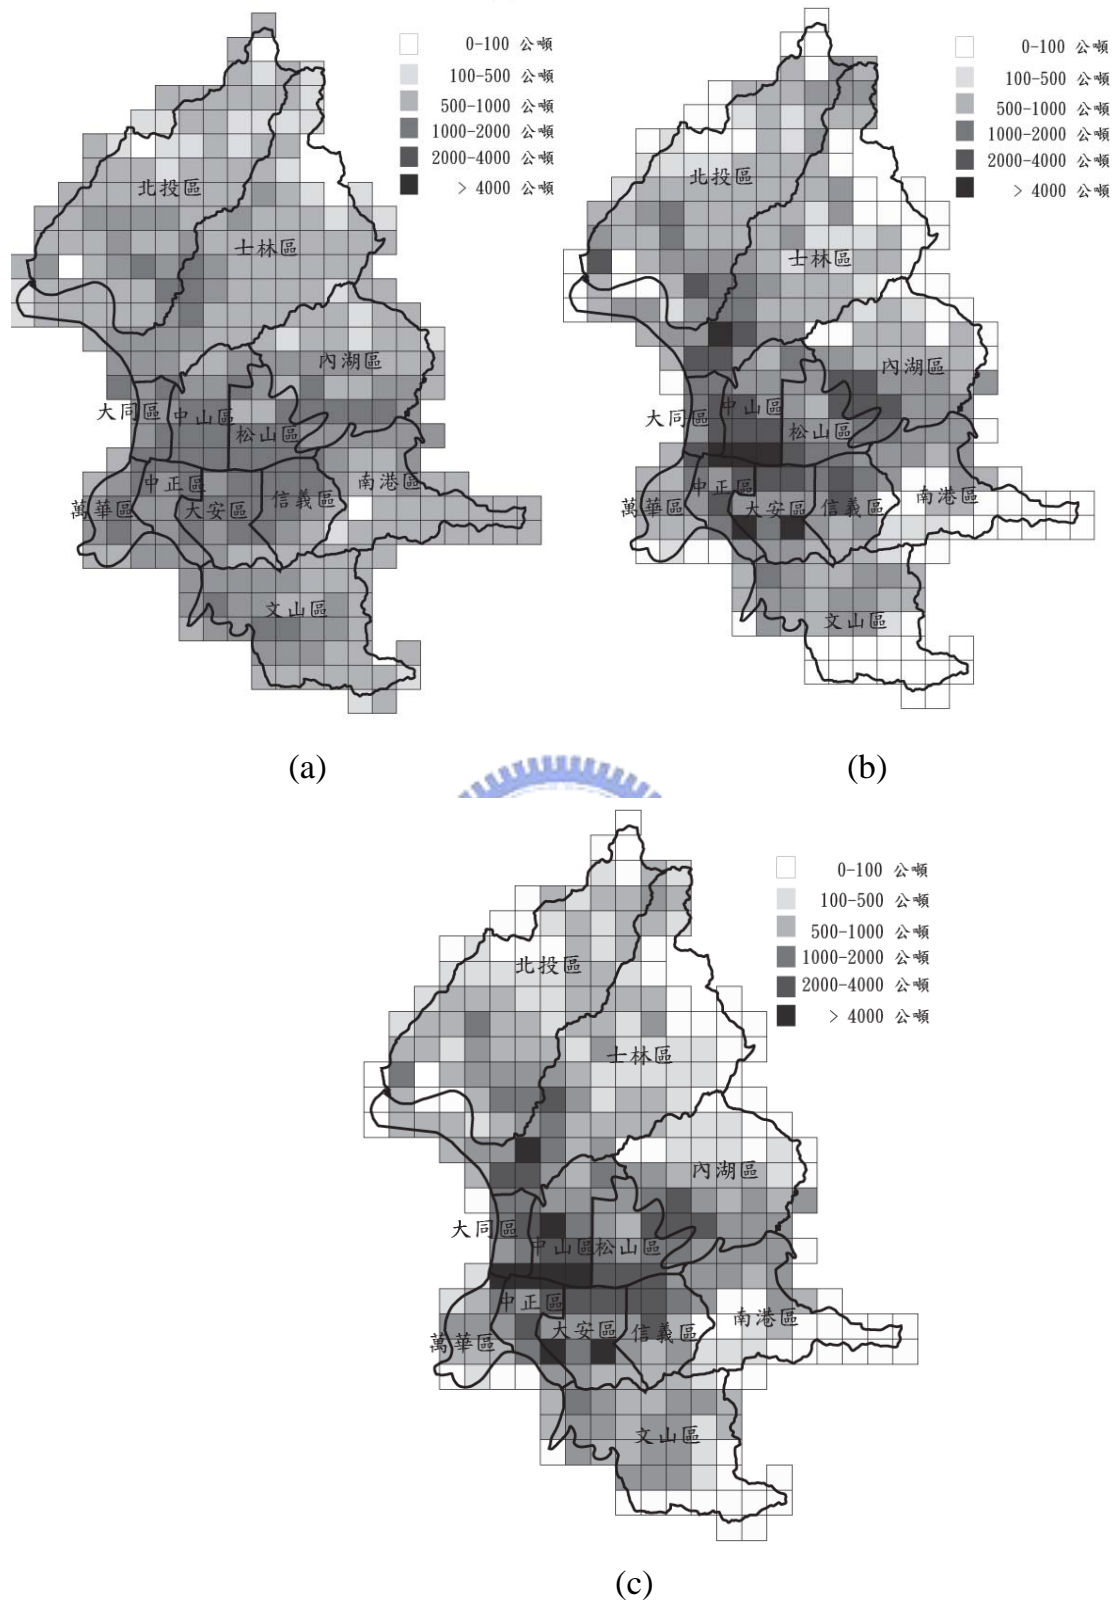 0-100 公噸
100-500 公噸
500-1000 公噸
1000-2000 公噸
2000-4000 公噸
> 4000 公噸
北投區
士林區
內湖區
大同區
中山區
松山區
中正區
南港區
萬華區
大安區
信義區
文山區
(a)
0-100 公噸
100-500 公噸
500-1000 公噸
1000-2000 公噸
2000-4000 公噸
> 4000 公噸
北投區
士林區
內湖區
大同區
中山區
松山區
中正區
南港區
萬華區
大安區
信義區
文山區
(b)
0-100 公噸
100-500 公噸
500-1000 公噸
1000-2000 公噸
2000-4000 公噸
> 4000 公噸
北投區
士林區
內湖區
大同區
中山區
松山區
中正區
南港區
萬華區
大安區
信義區
文山區
(c)